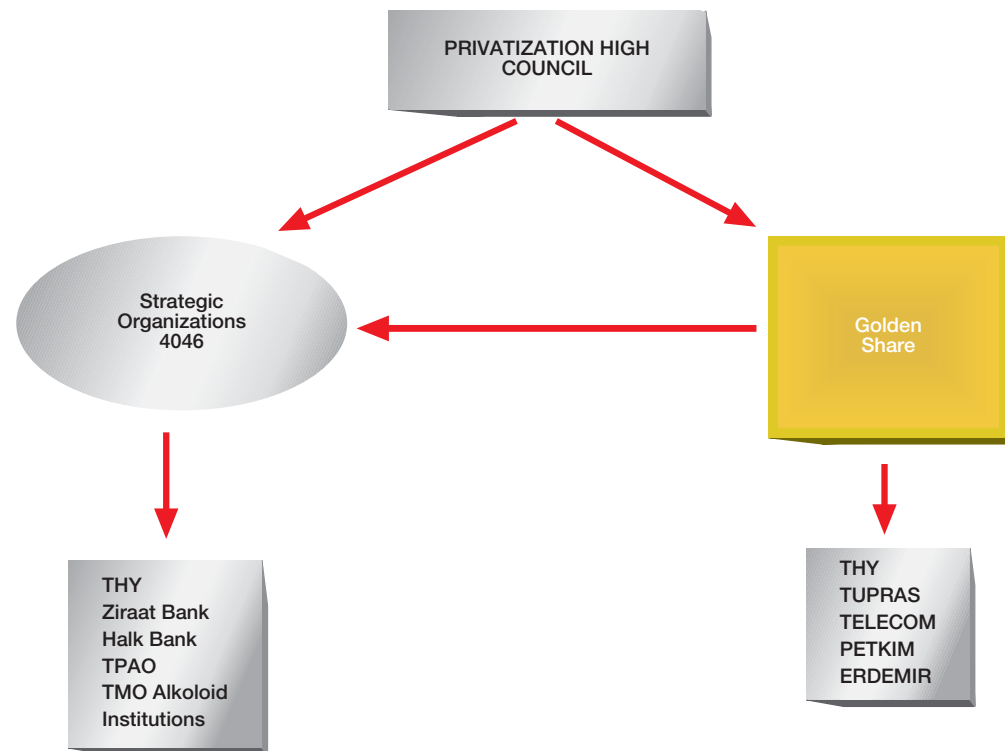 PRIVATIZATION HIGH
COUNCIL
Strategic
Organizations
4046
Golden
Share
THY
Ziraat Bank
Halk Bank
TPAO
TMO Alkoloid
Institutions
THY
TUPRAS
TELECOM
PETKIM
ERDEMIR